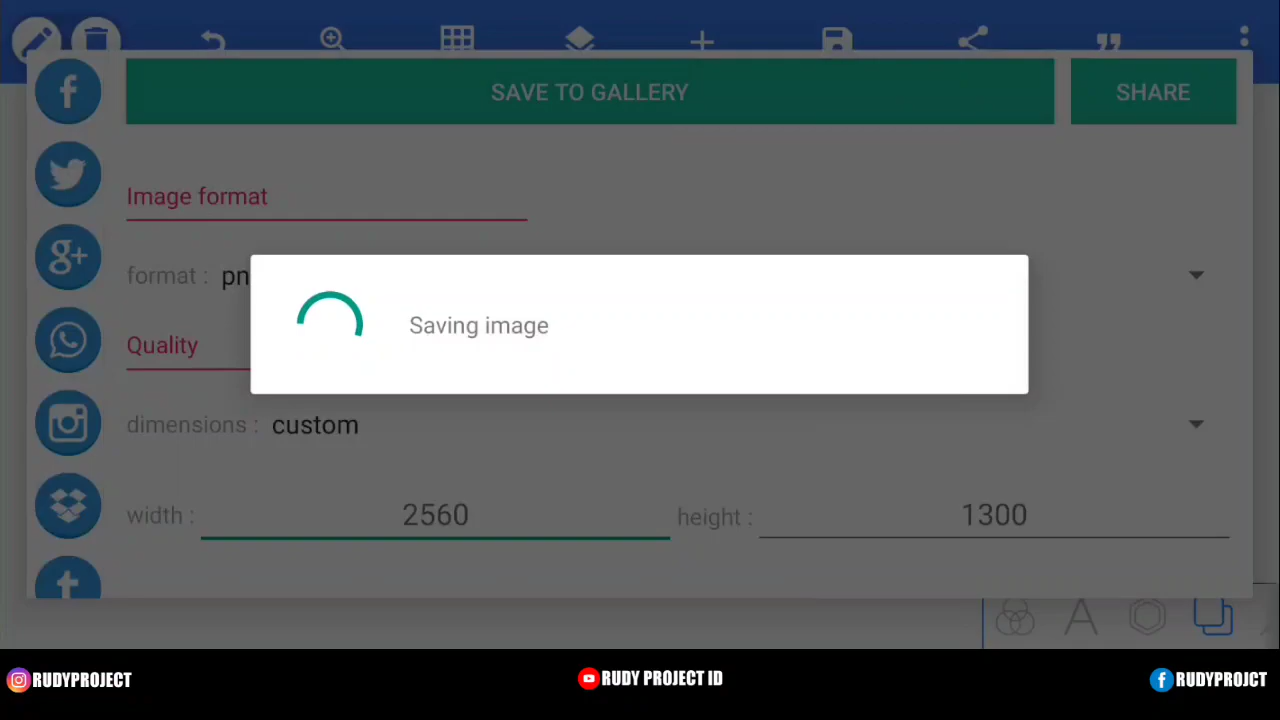 SAVE TO GALLERY
SHARE
Image format
format : pn
Saving image
Quality
dimensions : custom
width : 2560 height : 1300
RUDYPROJECT
RUDY PROJECT ID
RUDYPROJCT